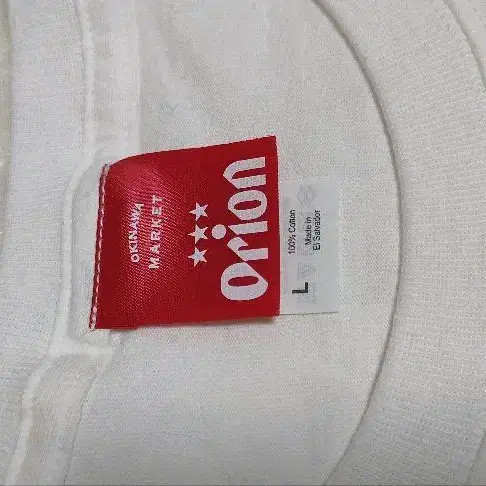 OKINAWA
MARKET
★★★
Orion
100% Cotton
Made in
El Salvador
L